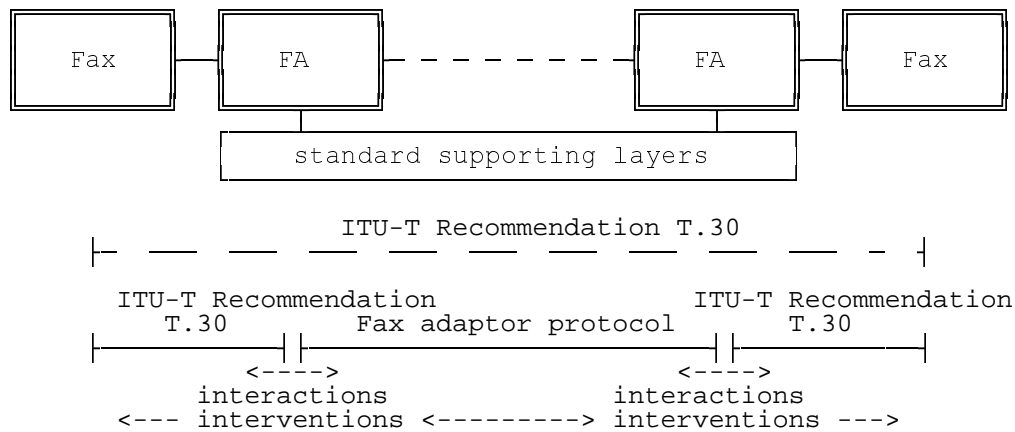 Fax FA FA Fax
standard supporting layers
ITU-T Recommendation T.30
ITU-T Recommendation ITU-T Recommendation
T.30 Fax adaptor protocol T.30
<----> <---->
interactions interactions
<--- interventions <---------> interventions --->